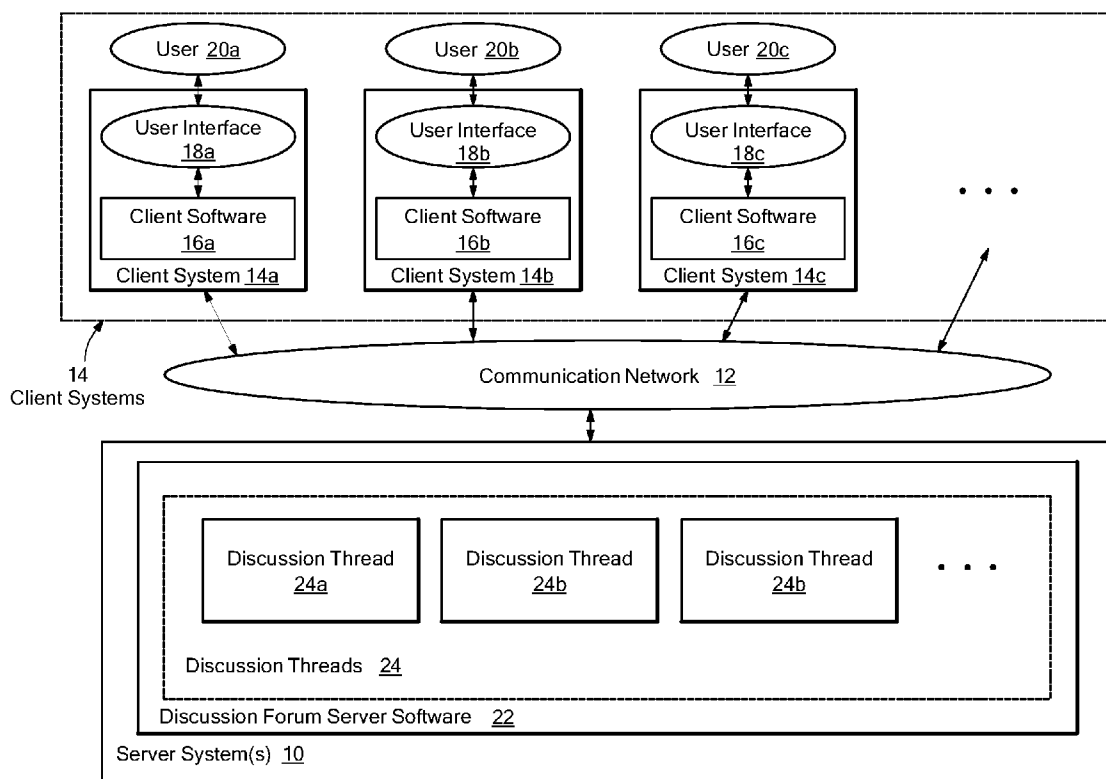 User 20a
User 20b
User 20c
User Interface
18a
User Interface
18b
User Interface
18c
Client Software
16a
Client Software
16b
Client Software
16c
Client System 14a
Client System 14b
Client System 14c
. . .
14
Client Systems
Communication Network 12
Discussion Thread
24a
Discussion Thread
24b
Discussion Thread
24b
. . .
Discussion Threads 24
Discussion Forum Server Software 22
Server System(s) 10